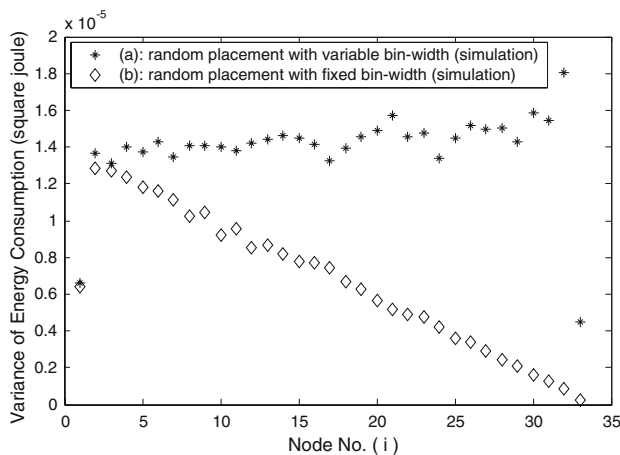 x 10⁻⁵
2
1.8
1.6
1.4
1.2
1
0.8
0.6
0.4
0.2
0
Variance of Energy Consumption (square joule)
(a): random placement with variable bin-width (simulation)
(b): random placement with fixed bin-width (simulation)
0 5 10 15 20 25 30 35
Node No. ( i )